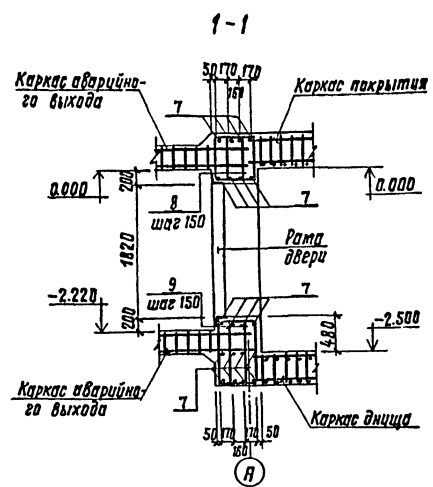 1-1
Каркас аварийно-
го выхода
50 170 170
160
Каркас покрытия
7
0.000
200
0.000
8
шаг 150
7
1820
Рама
двери
9
шаг 150
7
-2.220
200
480
-2.500
Каркас аварийно-
го выхода
7
Каркас днища
50 170 170 50
160
А